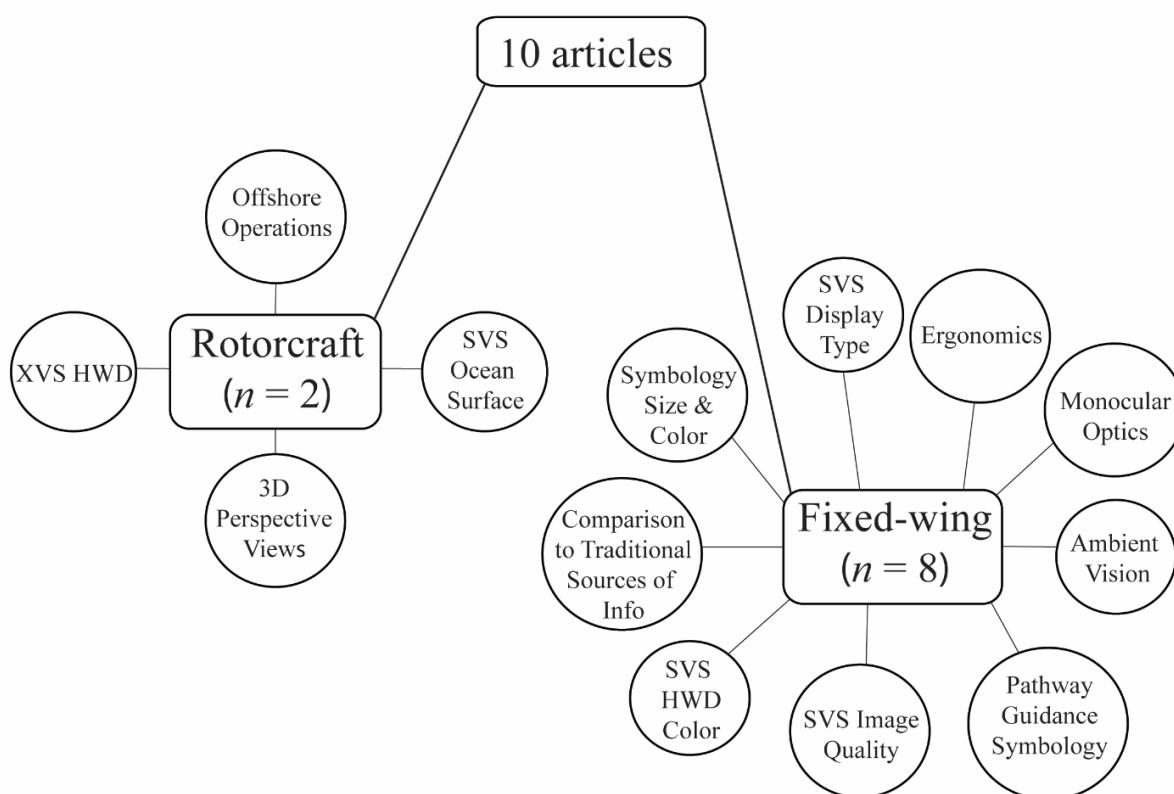 10 articles
Offshore
Operations
XVS HWD
Rotorcraft
(n = 2)
SVS
Ocean
Surface
3D
Perspective
Views
SVS
Display
Type
Ergonomics
Symbology
Size &
Color
Monocular
Optics
Comparison
to Traditional
Sources of
Info
Fixed-wing
(n = 8)
Ambient
Vision
SVS
HWD
Color
SVS Image
Quality
Pathway
Guidance
Symbology